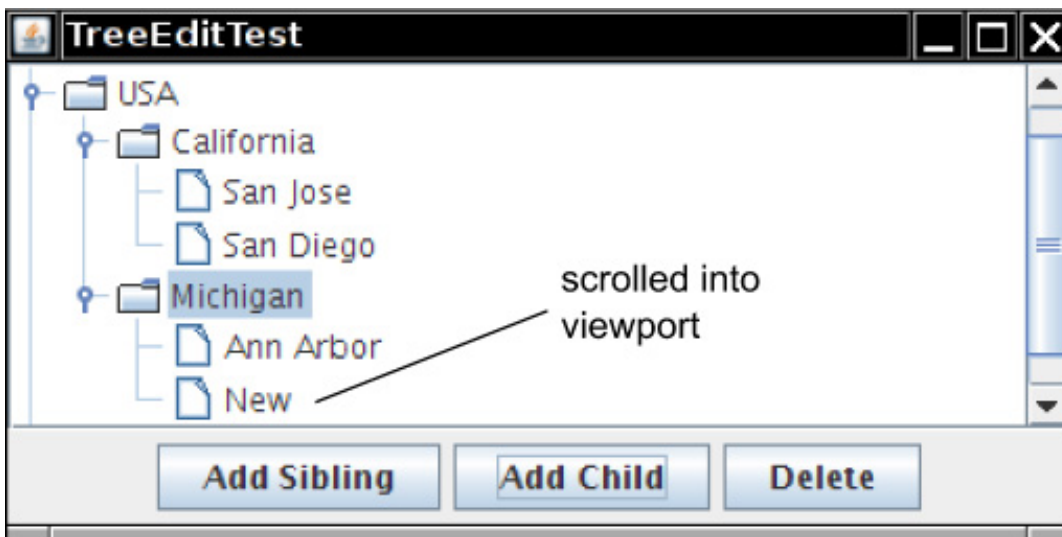 TreeEditTest
USA
California
San Jose
San Diego
Michigan
scrolled into
viewport
Ann Arbor
New
Add Sibling Add Child Delete